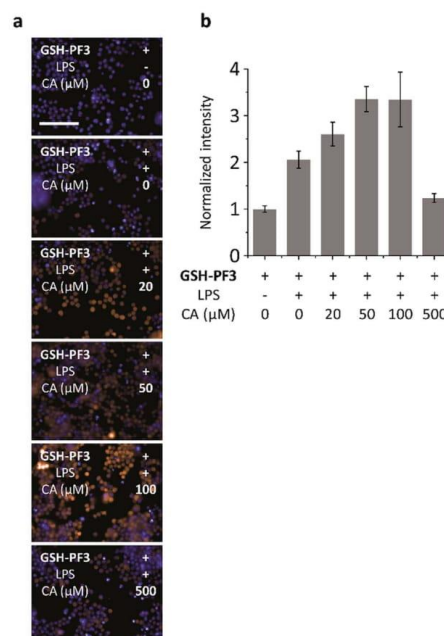 a
GSH-PF3 +
LPS -
CA (μM) 0
GSH-PF3 +
LPS +
CA (μM) 0
GSH-PF3 +
LPS +
CA (μM) 20
GSH-PF3 +
LPS +
CA (μM) 50
GSH-PF3 +
LPS +
CA (μM) 100
GSH-PF3 +
LPS +
CA (μM) 500
b
Normalized intensity
4
3
2
1
0
GSH-PF3 + + + + + +
LPS - + + + + +
CA (μM) 0 0 20 50 100 500